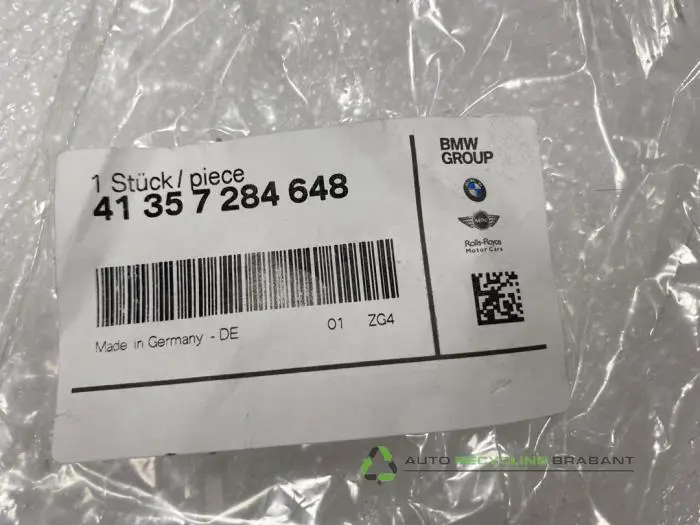 1 Stück / piece
41 35 7 284 648
Made in Germany - DE 01 ZG4
BMW
GROUP
MINI
Rolls-Royce
Motor Cars
AUTO RECYCLING BRABANT